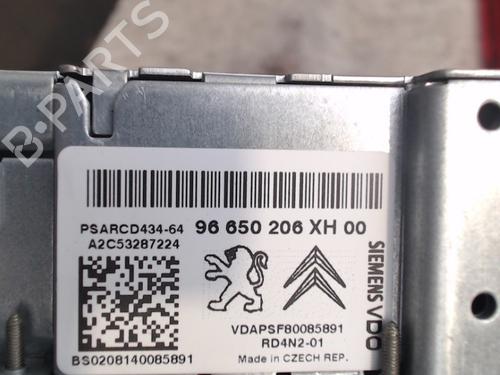 B-PARTS
PSARCD434-64 96 650 206 XH 00
A2C53287224
SIEMENS VDO
VDAPSF80085891
RD4N2-01
BS0208140085891 Made in CZECH REP.